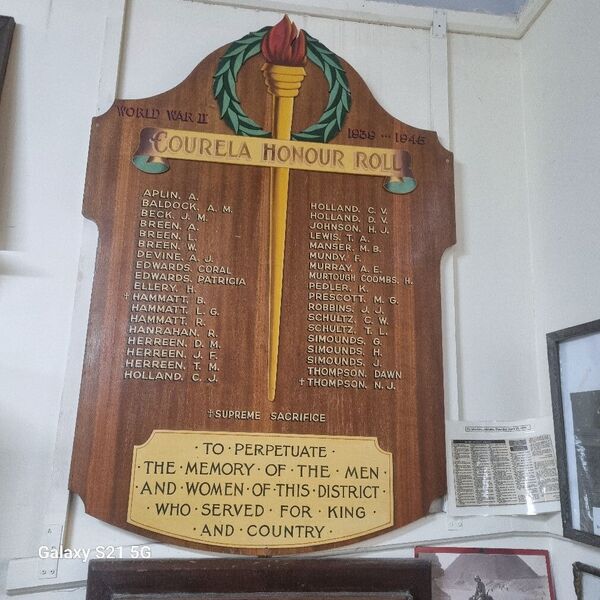 WORLD WAR II
1939 --- 1945
COURELA HONOUR ROLL
APLIN, A.
BALDOCK, A. M.
BECK, J. M.
BREEN, A.
BREEN, L.
BREEN, W.
DEVINE, A. J.
EDWARDS, CORAL
EDWARDS, PATRICIA
ELLERY, H.
†HAMMATT, B.
HAMMATT, L. G.
HAMMATT, R.
HANRAHAN, R.
HERREEN, D. M.
HERREEN, J. F.
HERREEN, T. M.
HOLLAND, C. J.
HOLLAND, C. V.
HOLLAND, D. V.
JOHNSON, H. J.
LEWIS, T. A.
MANSER, M. B.
MUNDY, F.
MURRAY, A. E.
MURTOUGH COOMBS, H.
PEDLER, K.
PRESCOTT, M. G.
ROBBINS, J. J.
SCHULTZ, C. W.
SCHULTZ, T. L.
SIMOUNDS, G.
SIMOUNDS, H.
SIMOUNDS, J.
THOMPSON, DAWN
†THOMPSON, N. J.
†SUPREME SACRIFICE
· TO · PERPETUATE ·
· THE · MEMORY · OF · THE · MEN ·
AND · WOMEN · OF · THIS · DISTRICT ·
· WHO · SERVED · FOR · KING ·
· AND · COUNTRY ·
Galaxy S21 5G